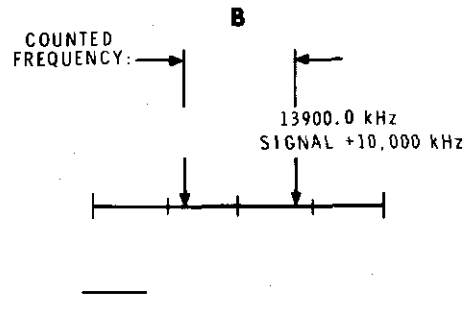 B
COUNTED
FREQUENCY:
13900.0 kHz
SIGNAL +10,000 kHz